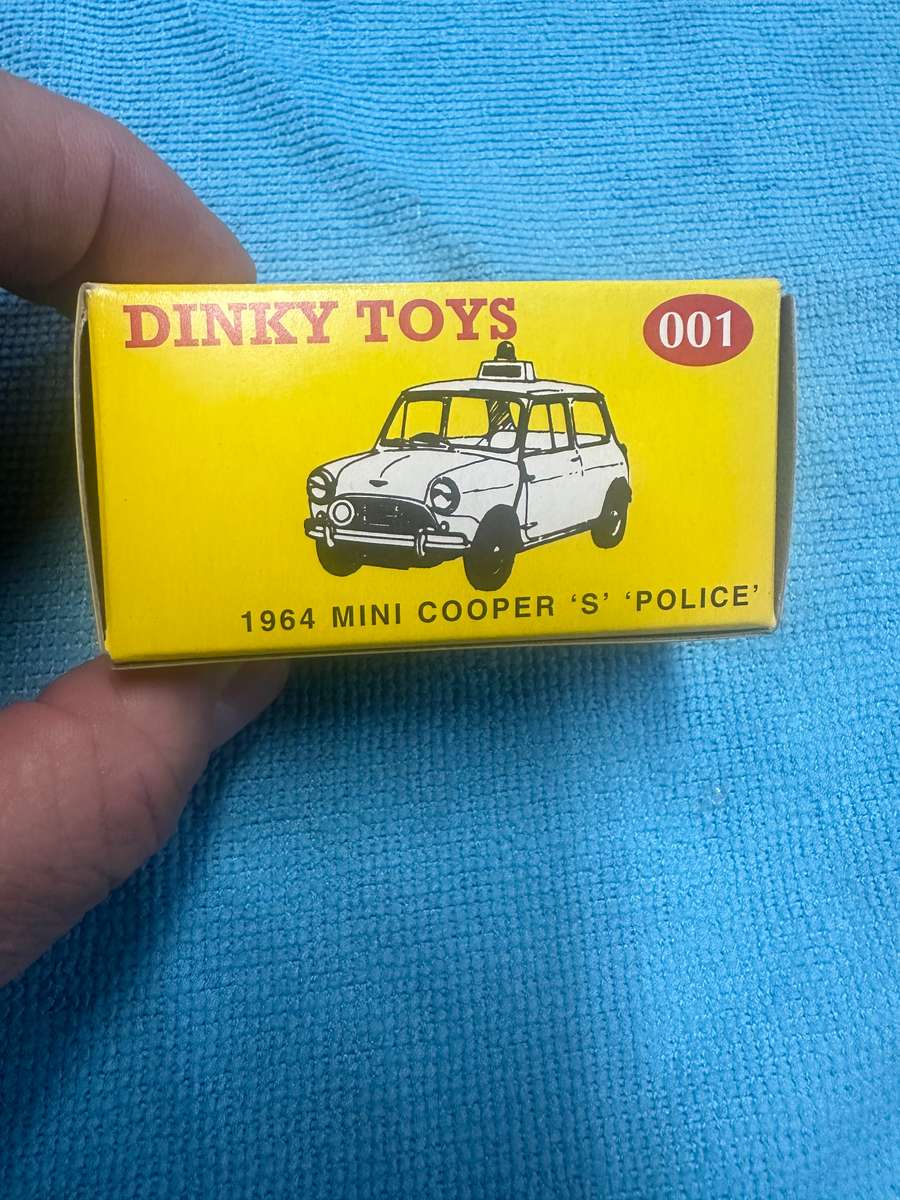 DINKY TOYS
001
1964 MINI COOPER ‘S’ ‘POLICE’